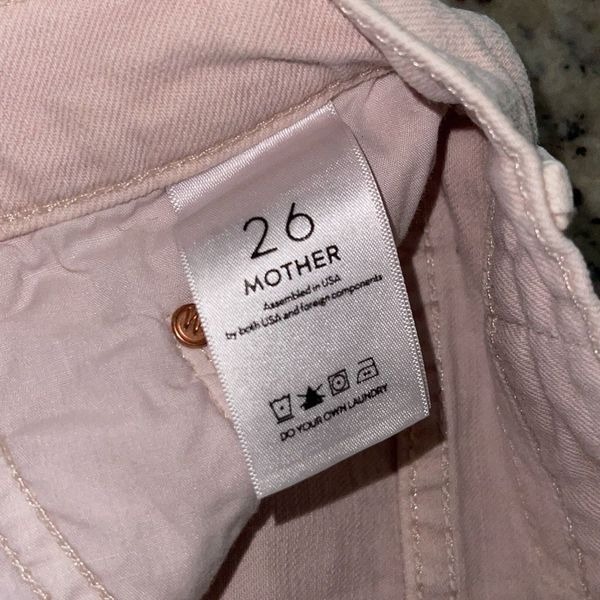 26
MOTHER
Assembled in USA
by both USA and foreign components
DO YOUR OWN LAUNDRY